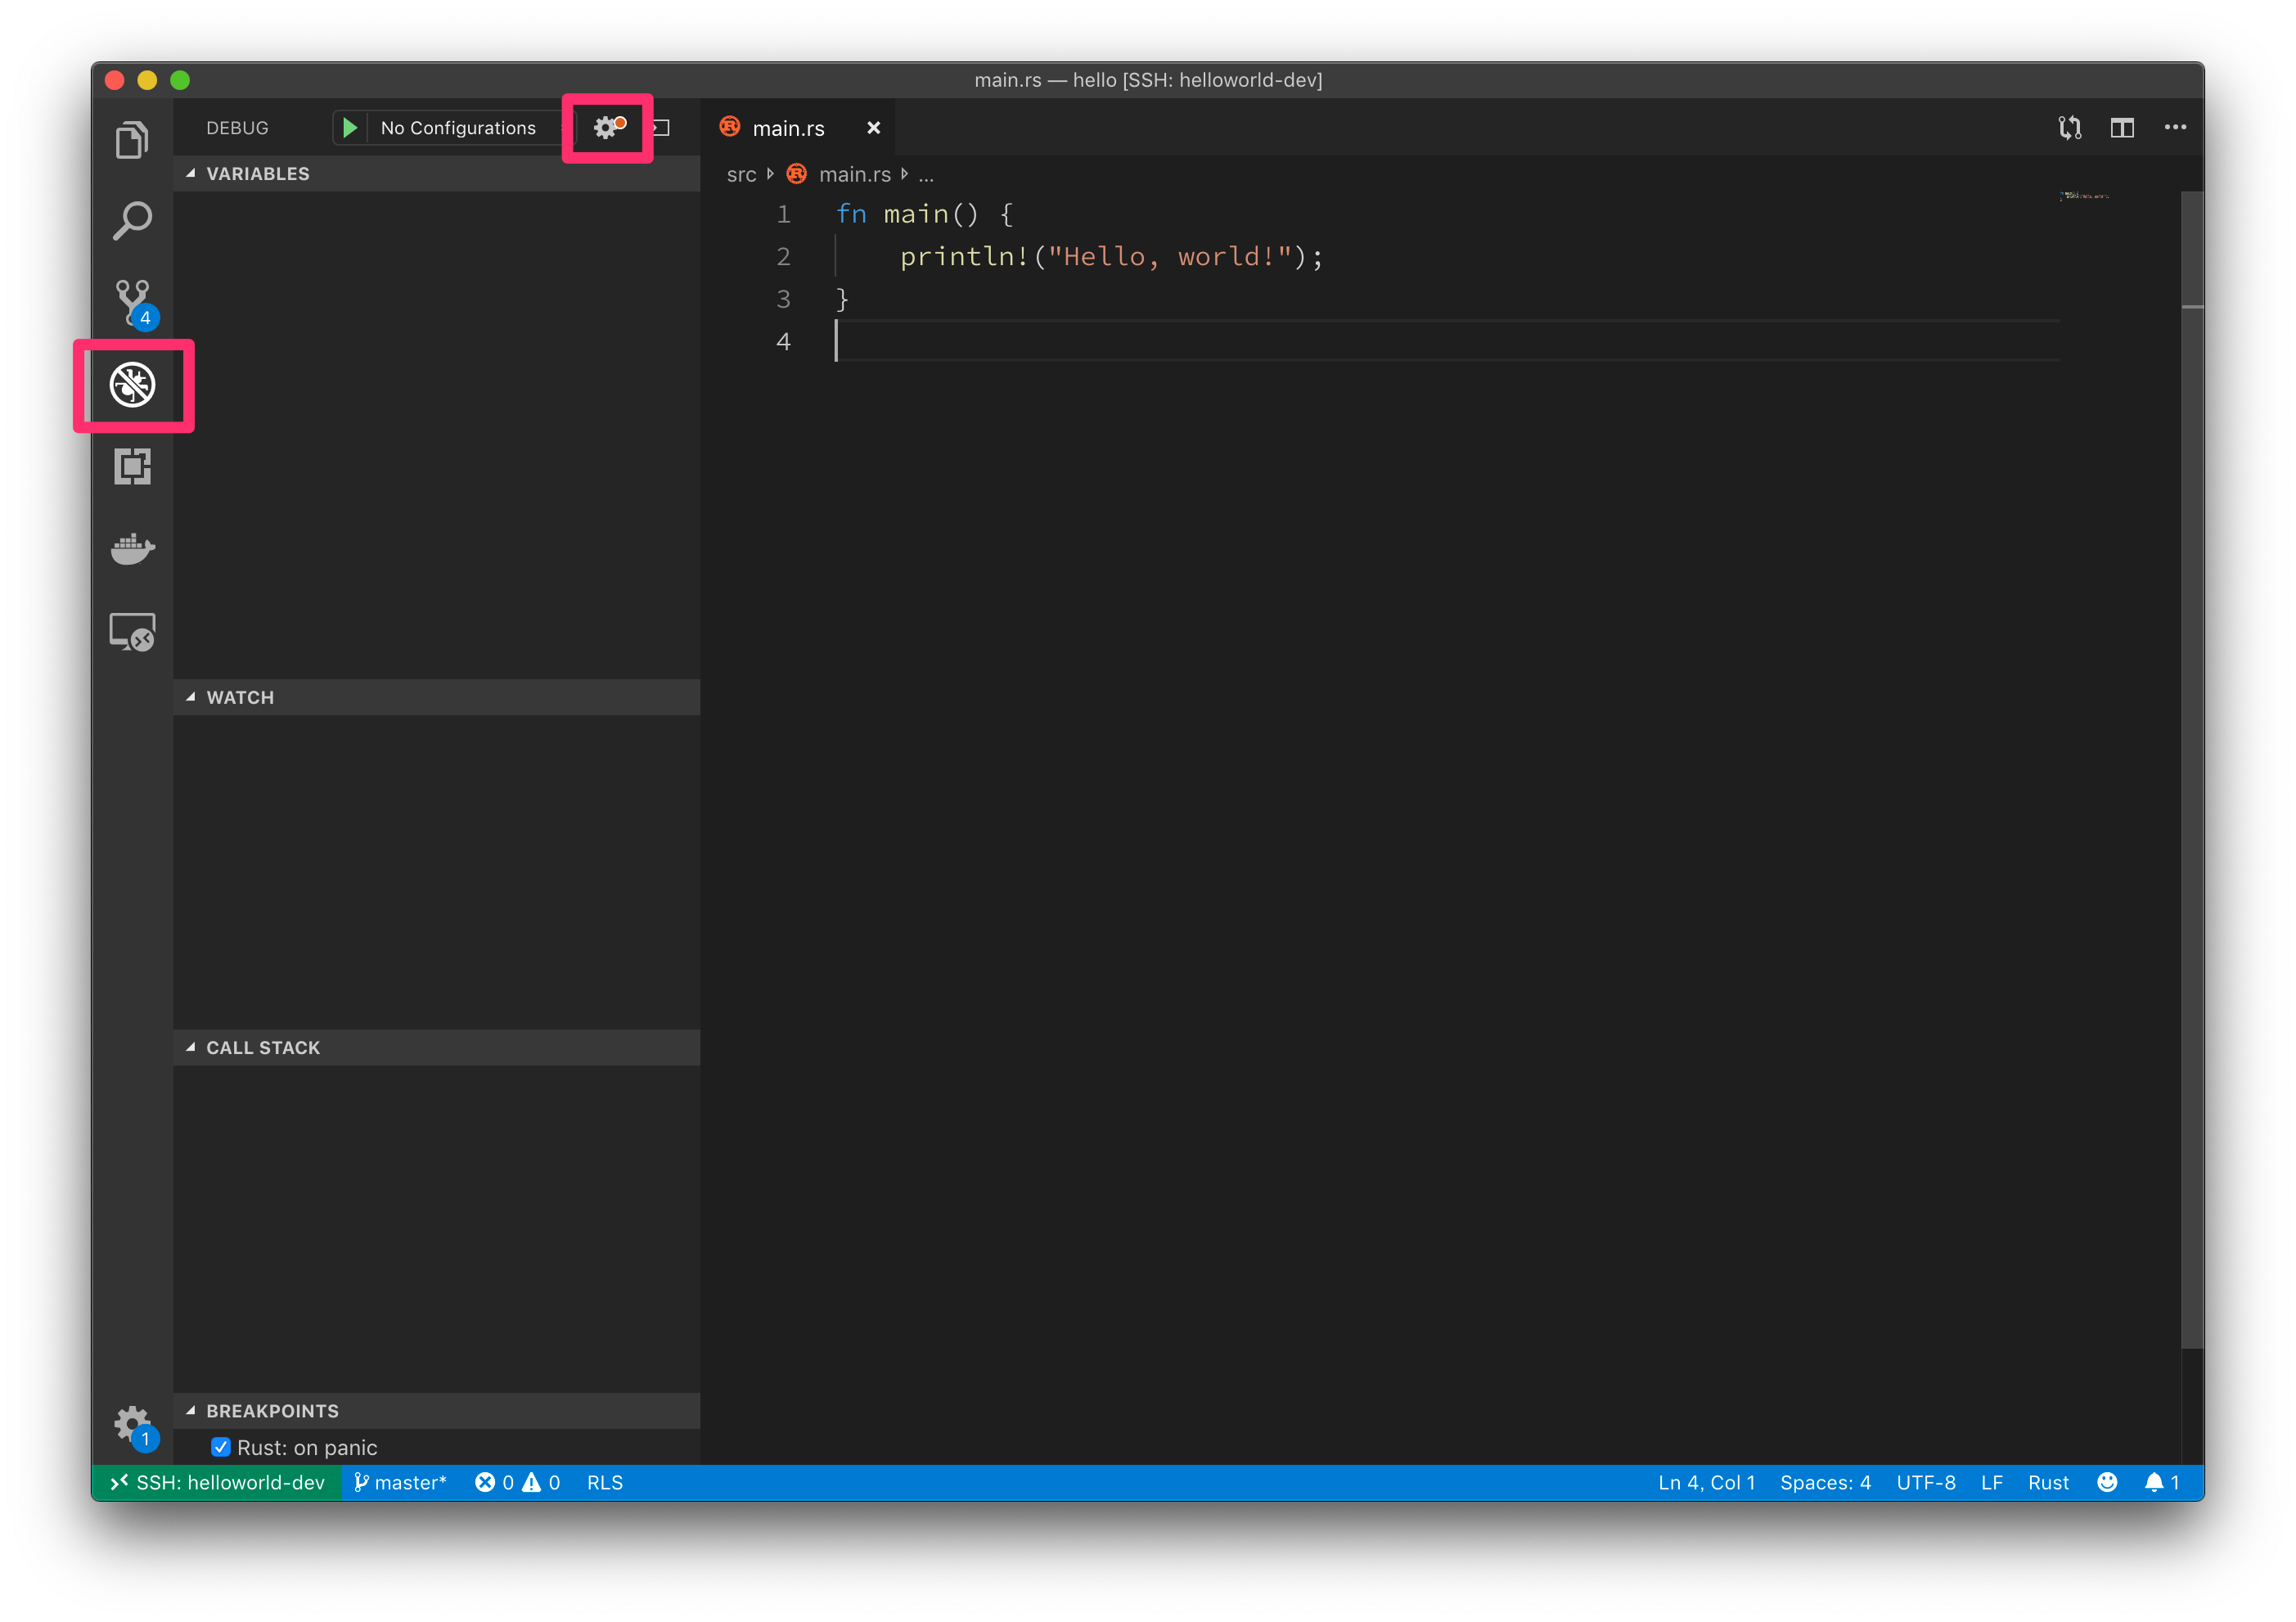 main.rs — hello [SSH: helloworld-dev]
DEBUG
No Configurations
main.rs
VARIABLES
src main.rs ...
1 fn main() {
2     println!("Hello, world!");
3 }
4
4
WATCH
CALL STACK
BREAKPOINTS
Rust: on panic
1
SSH: helloworld-dev master* 0 0 RLS Ln 4, Col 1 Spaces: 4 UTF-8 LF Rust 1